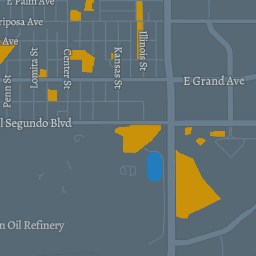 E Palm Ave
riposa Ave
Ave
Illinois St
Kansas St
Center St
Lomita St
Penn St
E Grand Ave
l Segundo Blvd
n Oil Refinery